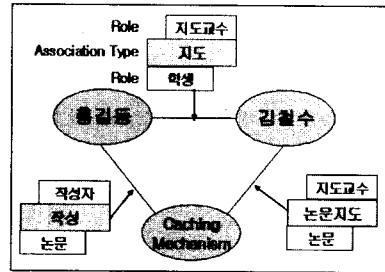 Role
지도교수
Association Type
지도
Role
학생
홍길동
김철수
작성자
작성
논문
Caching
Mechanism
지도교수
논문지도
논문